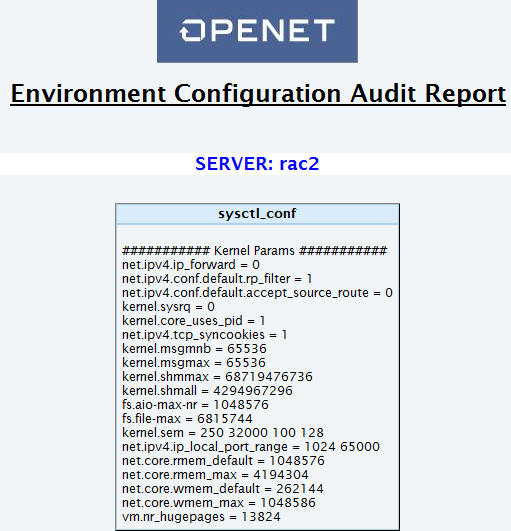 OPENET
Environment Configuration Audit Report
SERVER: rac2
sysctl_conf
########### Kernel Params ###########
net.ipv4.ip_forward = 0
net.ipv4.conf.default.rp_filter = 1
net.ipv4.conf.default.accept_source_route = 0
kernel.sysrq = 0
kernel.core_uses_pid = 1
net.ipv4.tcp_syncookies = 1
kernel.msgmnb = 65536
kernel.msgmax = 65536
kernel.shmmax = 68719476736
kernel.shmall = 4294967296
fs.aio-max-nr = 1048576
fs.file-max = 6815744
kernel.sem = 250 32000 100 128
net.ipv4.ip_local_port_range = 1024 65000
net.core.rmem_default = 1048576
net.core.rmem_max = 4194304
net.core.wmem_default = 262144
net.core.wmem_max = 1048586
vm.nr_hugepages = 13824